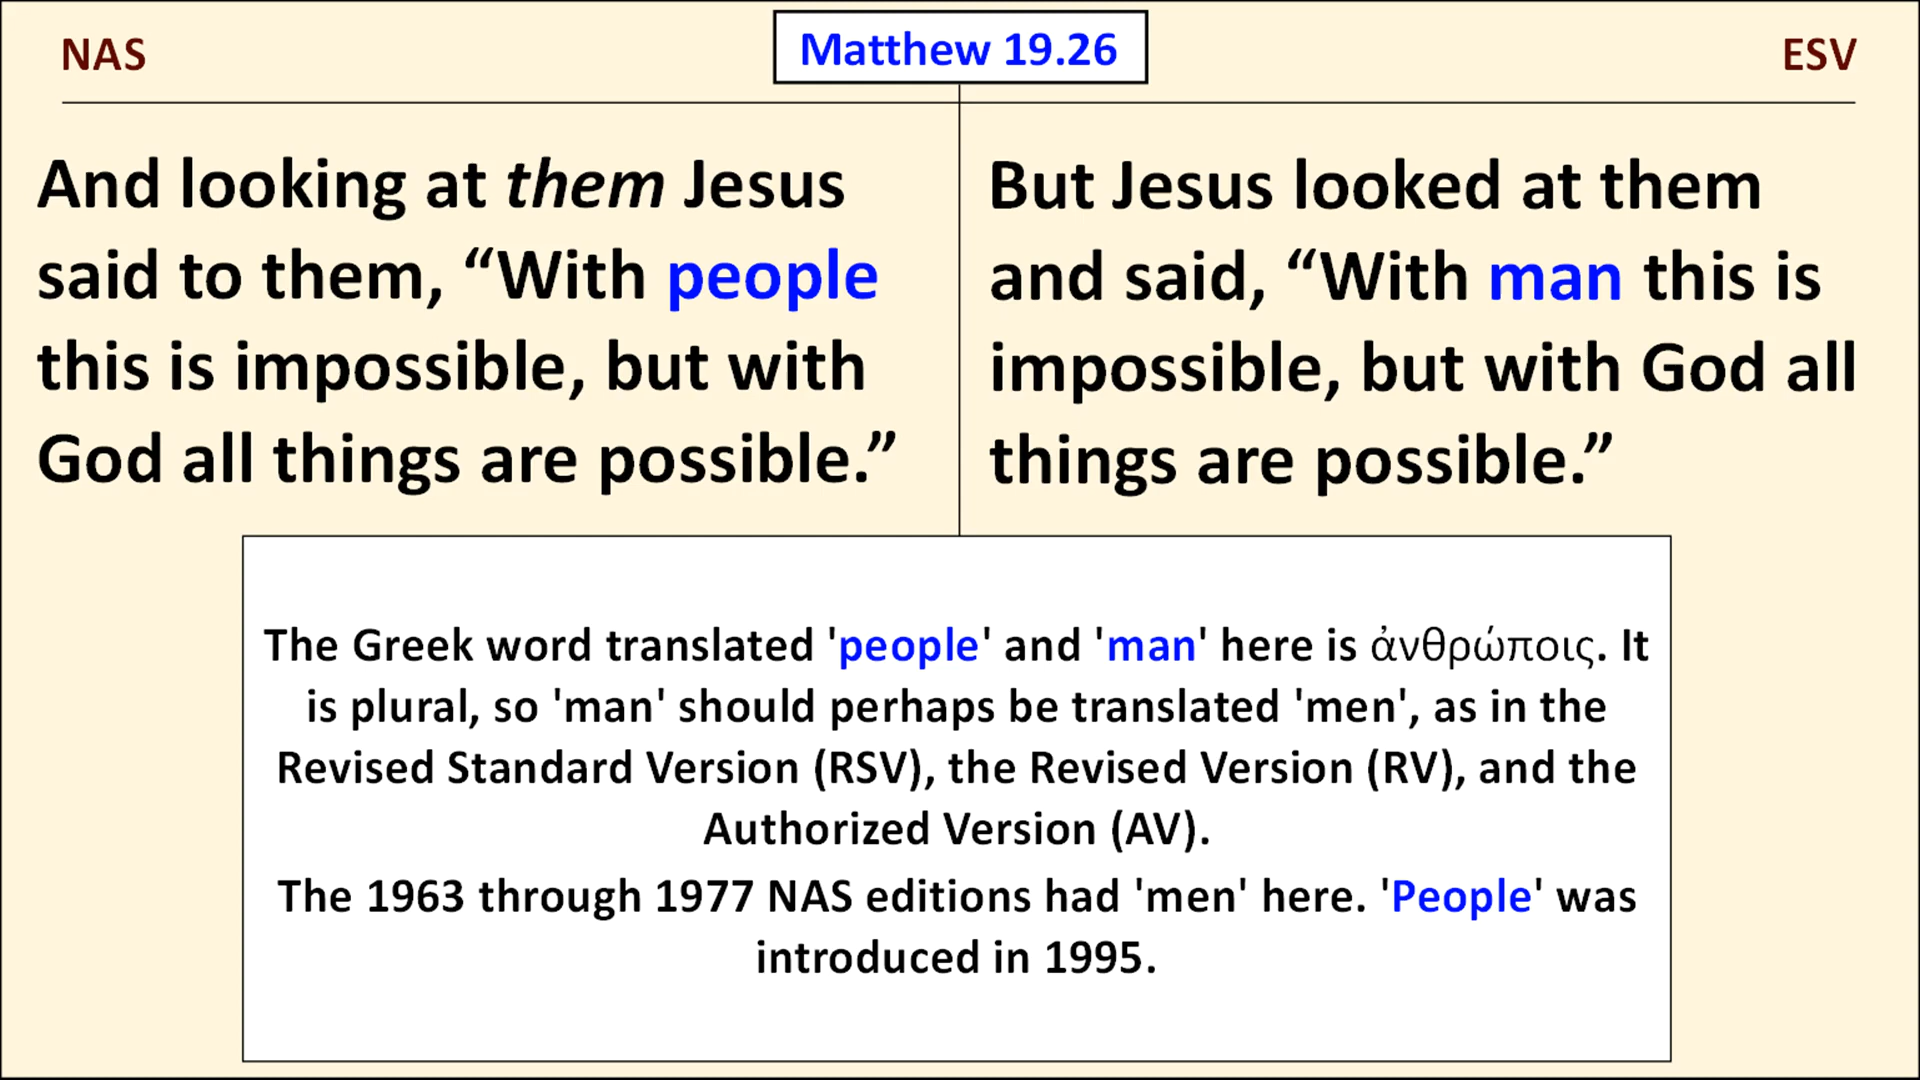 NAS
Matthew 19.26
ESV
And looking at them Jesus
said to them, “With people
this is impossible, but with
God all things are possible.”
But Jesus looked at them
and said, “With man this is
impossible, but with God all
things are possible.”
The Greek word translated 'people' and 'man' here is ἀνθρώποις. It
is plural, so 'man' should perhaps be translated 'men', as in the
Revised Standard Version (RSV), the Revised Version (RV), and the
Authorized Version (AV).
The 1963 through 1977 NAS editions had 'men' here. 'People' was
introduced in 1995.